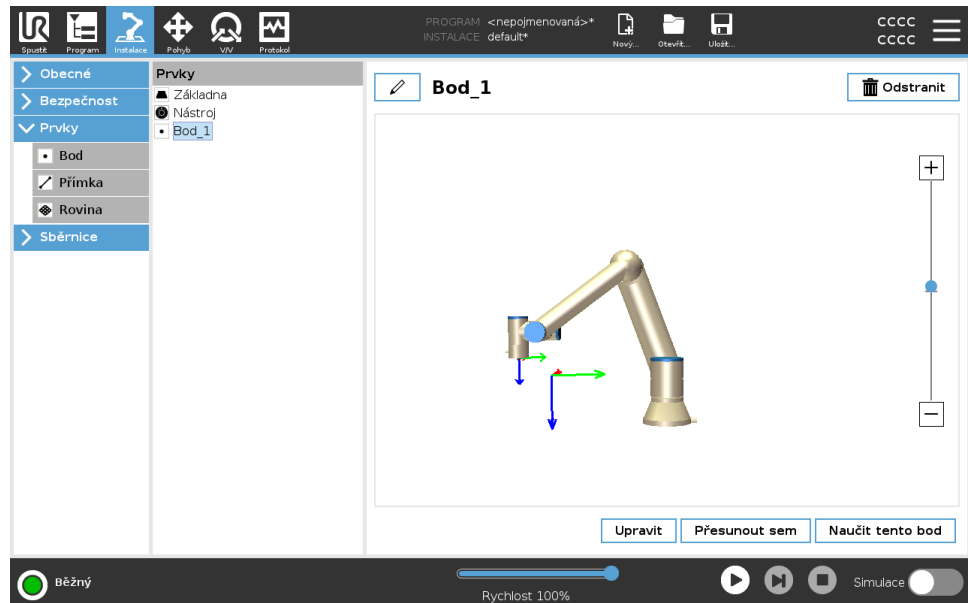 Spustit
Program
Instalace
Pohyb
V/V
Protokol
PROGRAM <nepojmenovaná>*
INSTALACE default*
Nový...
Otevřít...
Uložit...
CCCC
CCCC
Obecné
Bezpečnost
Prvky
Bod
Přímka
Rovina
Sběrnice
Prvky
Základna
Nástroj
Bod_1
Bod_1
Odstranit
Upravit
Přesunout sem
Naučit tento bod
Běžný
Rychlost 100%
Simulace